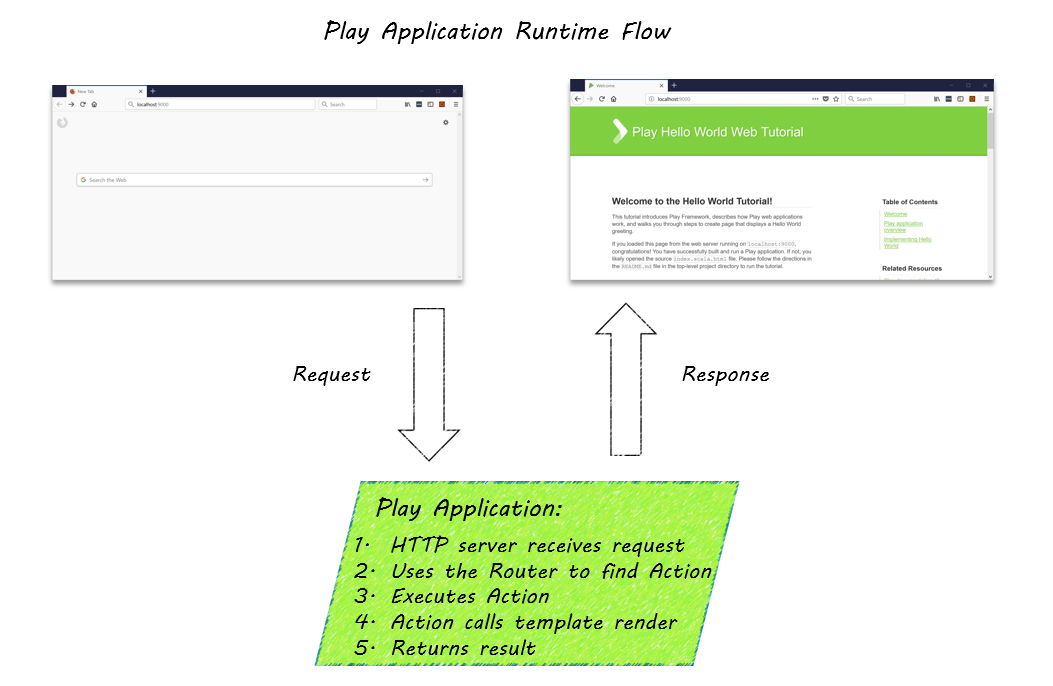 Play Application Runtime Flow
New Tab
localhost:9000
Search
Search the Web
Welcome
localhost:9000
Search
Play Hello World Web Tutorial
Welcome to the Hello World Tutorial!
This tutorial introduces Play Framework, describes how Play web applications
work, and walks you through steps to create page that displays a Hello World
greeting.
If you loaded this page from the web server running on localhost:9000,
congratulations! You have successfully built and run a Play application. If not, you
likely opened the source index.scala.html file. Please follow the directions in
the README.md file in the top-level project directory to run the tutorial.
Table of Contents
Welcome
Play application
overview
Implementing Hello
World
Related Resources
Request
Response
Play Application:
1. HTTP server receives request
2. Uses the Router to find Action
3. Executes Action
4. Action calls template render
5. Returns result